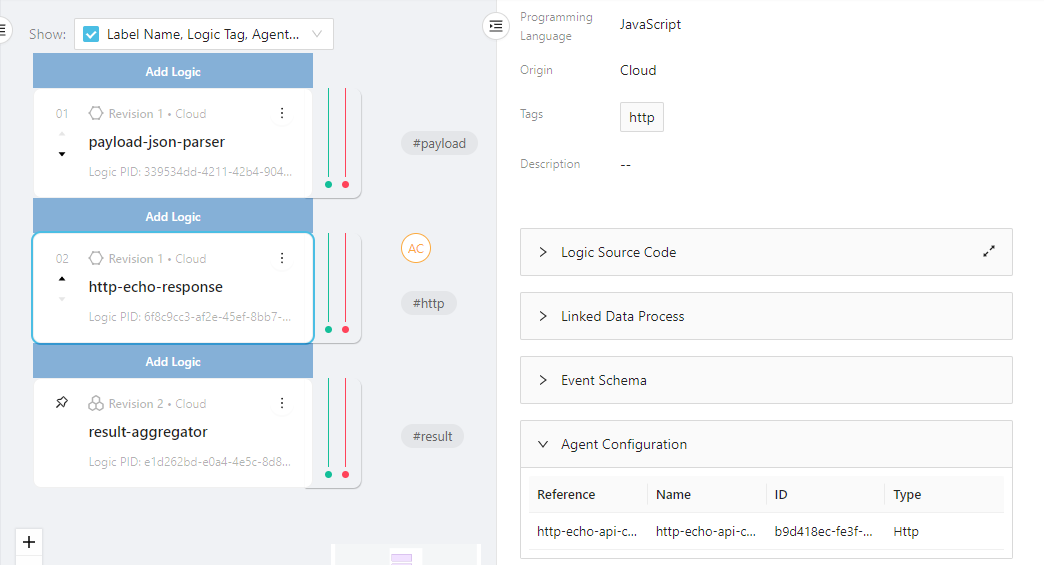 Show:
Label Name, Logic Tag, Agent...
Add Logic
01
Revision 1 • Cloud
payload-json-parser
Logic PID: 339534dd-4211-42b4-904...
#payload
Add Logic
02
Revision 1 • Cloud
http-echo-response
Logic PID: 6f8c9cc3-af2e-45ef-8bb7-...
AC
#http
Add Logic
Revision 2 • Cloud
result-aggregator
Logic PID: e1d262bd-e0a4-4e5c-8d8...
#result
Programming
Language
JavaScript
Origin
Cloud
Tags
http
Description
--
Logic Source Code
Linked Data Process
Event Schema
Agent Configuration
Reference Name ID Type
http-echo-api-c... http-echo-api-c... b9d418ec-fe3f-... Http